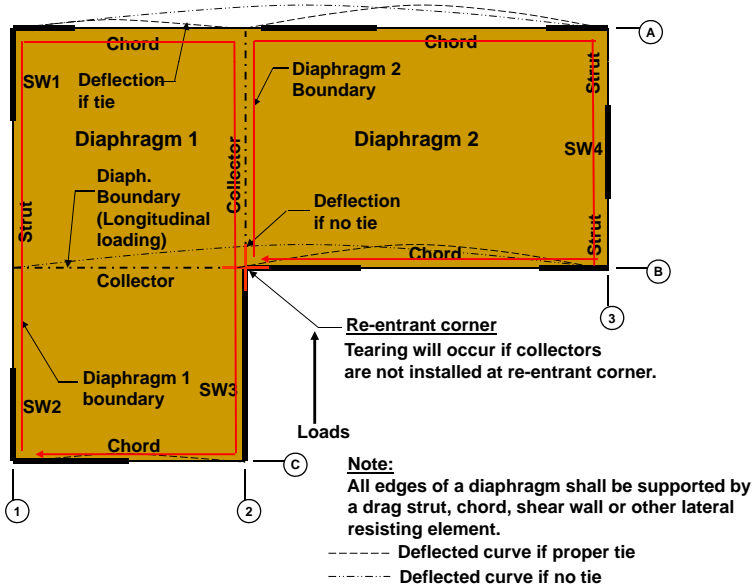 Chord
Chord
A
SW1
Deflection
if tie
Diaphragm 2
Boundary
Strut
Diaphragm 1
Diaphragm 2
SW4
Collector
Diaph.
Boundary
(Longitudinal
loading)
Strut
Deflection
if no tie
Strut
Chord
B
Collector
3
Re-entrant corner
Tearing will occur if collectors
are not installed at re-entrant corner.
Diaphragm 1
boundary
SW3
SW2
Loads
Chord
C
1
2
Note:
All edges of a diaphragm shall be supported by
a drag strut, chord, shear wall or other lateral
resisting element.
Deflected curve if proper tie
Deflected curve if no tie